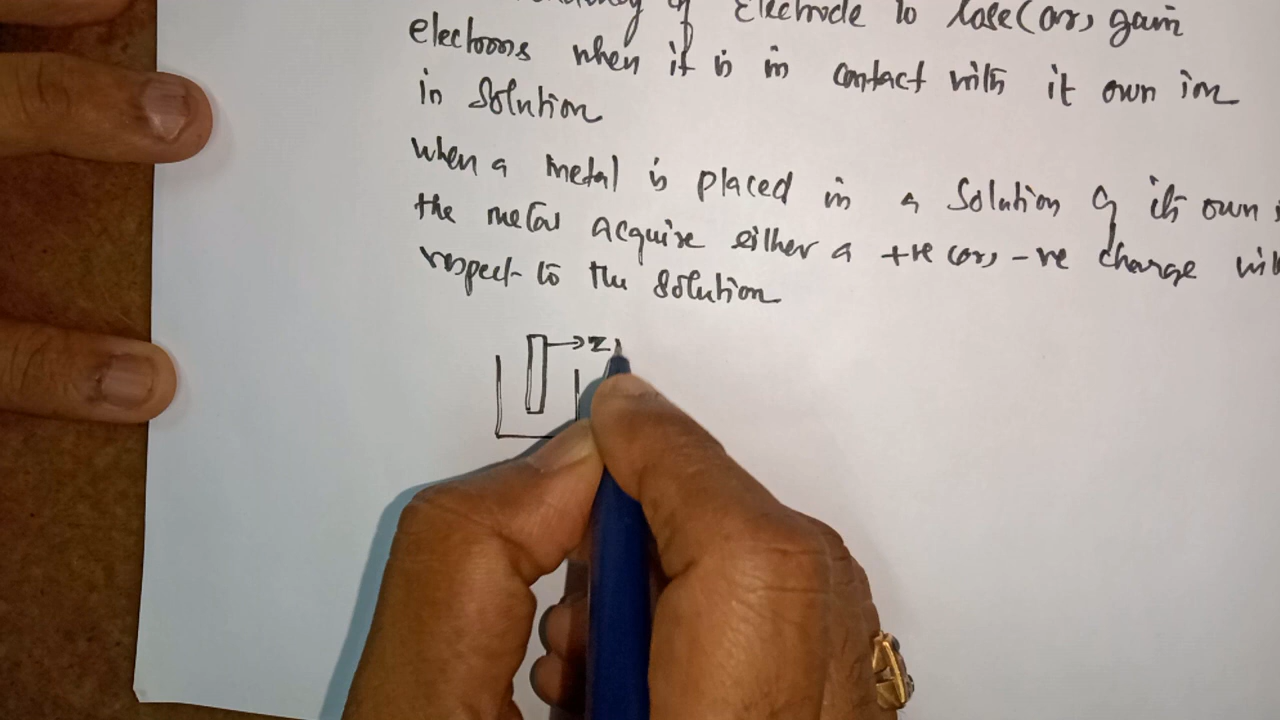 of Electrode to lose (or) gain
electrons when it is in contact with it own ion
in solution
when a metal is placed in a solution of its own
the metal acquire either a +ve (or) -ve charge with
respect to the solution
Z